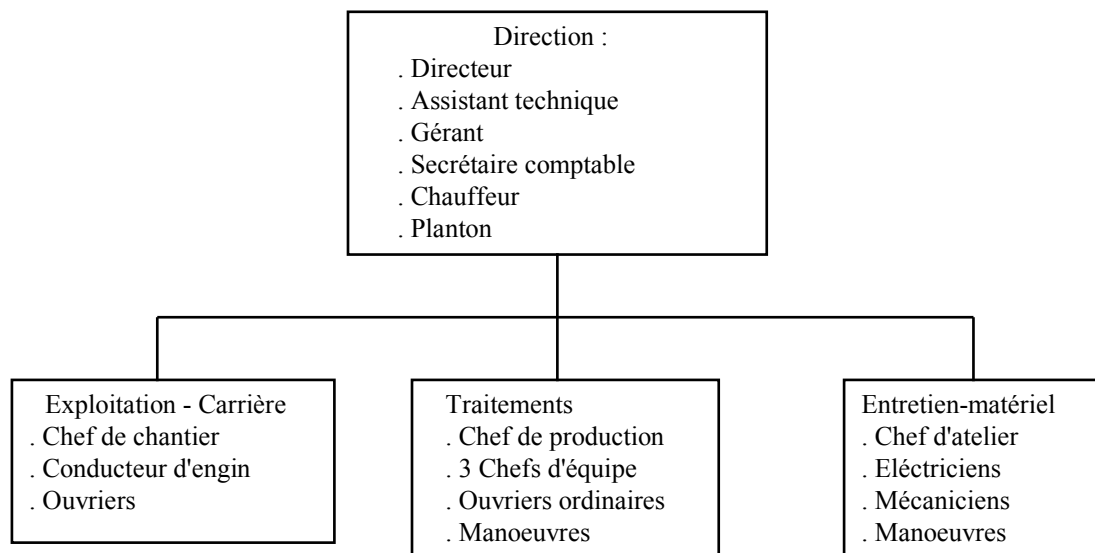 Direction :
. Directeur
. Assistant technique
. Gérant
. Secrétaire comptable
. Chauffeur
. Planton
Exploitation - Carrière
. Chef de chantier
. Conducteur d'engin
. Ouvriers
Traitements
. Chef de production
. 3 Chefs d'équipe
. Ouvriers ordinaires
. Manoeuvres
Entretien-matériel
. Chef d'atelier
. Eléctriciens
. Mécaniciens
. Manoeuvres